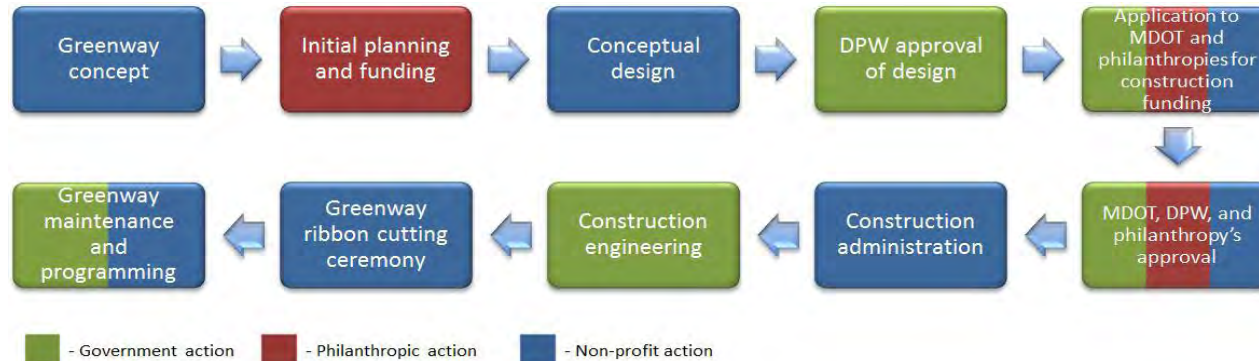 Greenway
concept
Initial planning
and funding
Conceptual
design
DPW approval
of design
Application to
MDOT and
philanthropies for
construction
funding
MDOT, DPW, and
philanthropy's
approval
Construction
administration
Construction
engineering
Greenway
ribbon cutting
ceremony
Greenway
maintenance
and
programming
- Government action
- Philanthropic action
- Non-profit action